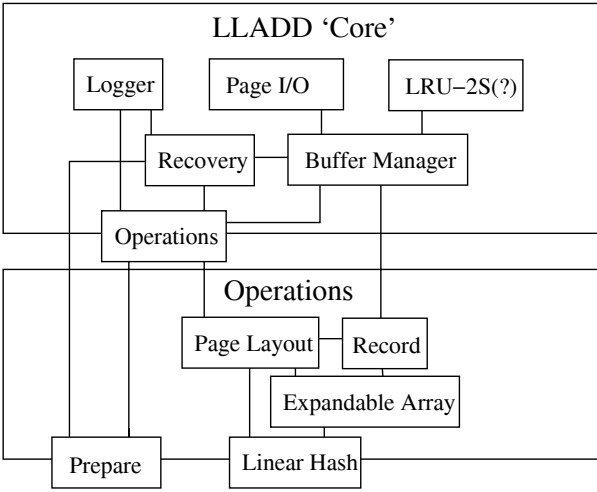 LLADD ‘Core’
Logger
Page I/O
LRU−2S(?)
Recovery
Buffer Manager
Operations
Operations
Page Layout
Record
Expandable Array
Prepare
Linear Hash